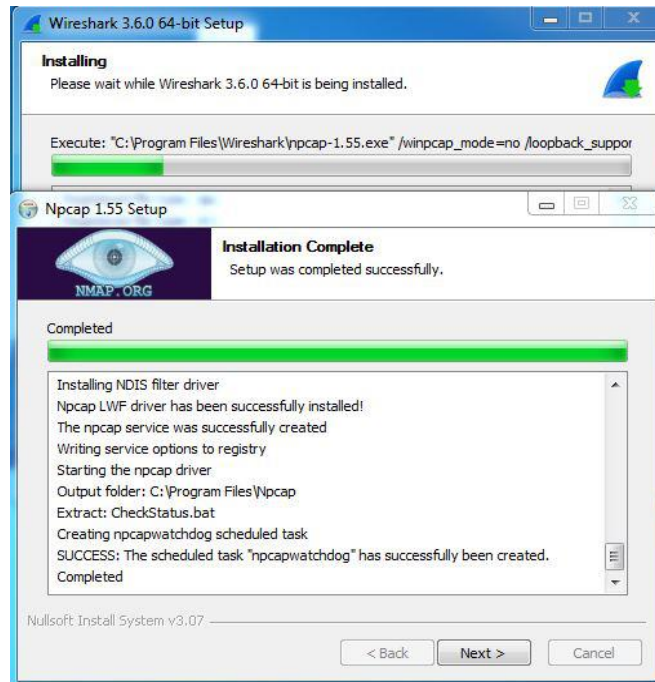 Wireshark 3.6.0 64-bit Setup
Installing
Please wait while Wireshark 3.6.0 64-bit is being installed.
Execute: "C:\Program Files\Wireshark\npcap-1.55.exe" /winpcap_mode=no /loopback_suppor
Npcap 1.55 Setup
NMAP.ORG
Installation Complete
Setup was completed successfully.
Completed
Installing NDIS filter driver
Npcap LWF driver has been successfully installed!
The npcap service was successfully created
Writing service options to registry
Starting the npcap driver
Output folder: C:\Program Files\Npcap
Extract: CheckStatus.bat
Creating npcapwatchdog scheduled task
SUCCESS: The scheduled task "npcapwatchdog" has successfully been created.
Completed
Nullsoft Install System v3.07
< Back Next > Cancel